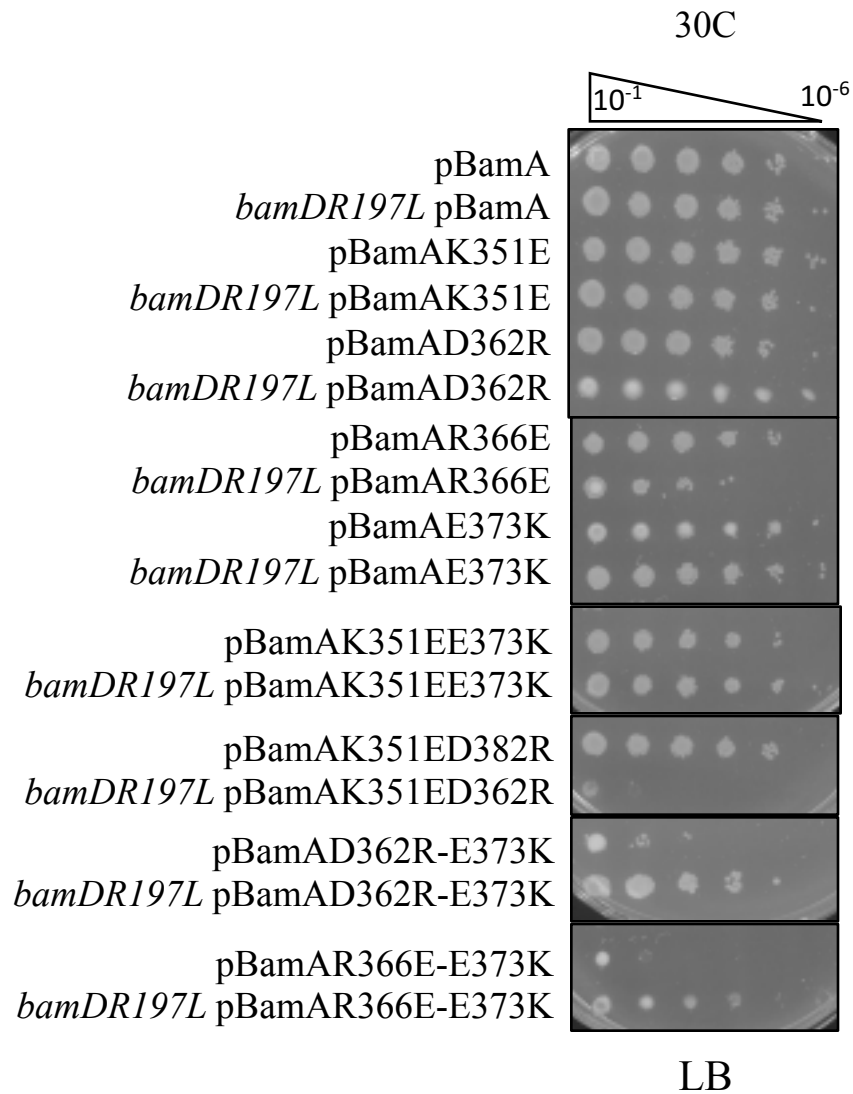 30C
10-1 10-6
pBamA
bamDR197L pBamA
pBamAK351E
bamDR197L pBamAK351E
pBamAD362R
bamDR197L pBamAD362R
pBamAR366E
bamDR197L pBamAR366E
pBamAE373K
bamDR197L pBamAE373K
pBamAK351EE373K
bamDR197L pBamAK351EE373K
pBamAK351ED382R
bamDR197L pBamAK351ED362R
pBamAD362R-E373K
bamDR197L pBamAD362R-E373K
pBamAR366E-E373K
bamDR197L pBamAR366E-E373K
LB